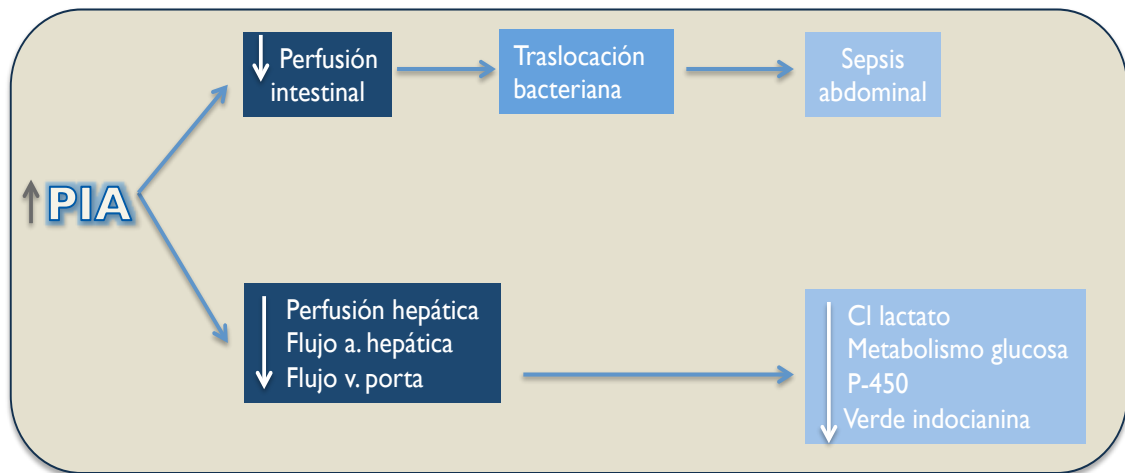 Perfusión
intestinal
Traslocación
bacteriana
Sepsis
abdominal
PIA
Perfusión hepática
Flujo a. hepática
Flujo v. porta
Cl lactato
Metabolismo glucosa
P-450
Verde indocianina